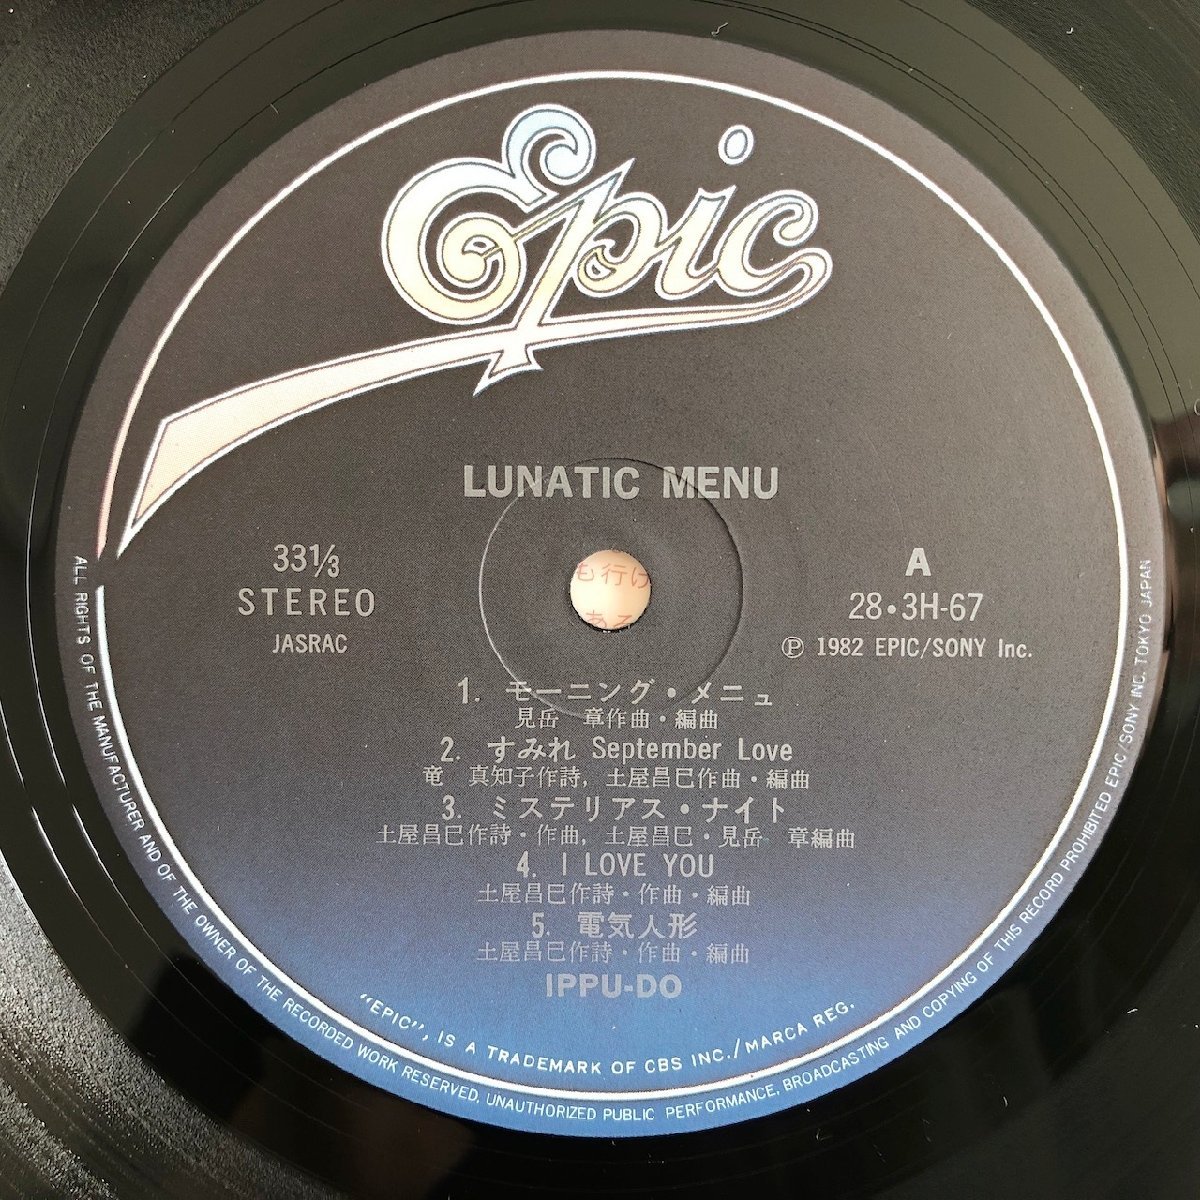 Epic
LUNATIC MENU
33⅓
STEREO
JASRAC
A
28・3H-67
Ⓟ 1982 EPIC/SONY Inc.
も行け
ある
1. モーニング・メニュ
見岳 章作曲・編曲
2. すみれ September Love
竜 真知子作詩, 土屋昌巳作曲・編曲
3. ミステリアス・ナイト
土屋昌巳作詩・作曲, 土屋昌巳・見岳 章編曲
4. I LOVE YOU
土屋昌巳作詩・作曲・編曲
5. 電気人形
土屋昌巳作詩・作曲・編曲
IPPU-DO
"EPIC", IS A TRADEMARK OF CBS INC./MARCA REG.
ALL RIGHTS OF THE MANUFACTURER AND OF THE OWNER OF THE RECORDED WORK RESERVED. UNAUTHORIZED PUBLIC PERFORMANCE, BROADCASTING AND COPYING OF THIS RECORD PROHIBITED EPIC/SONY INC. TOKYO JAPAN